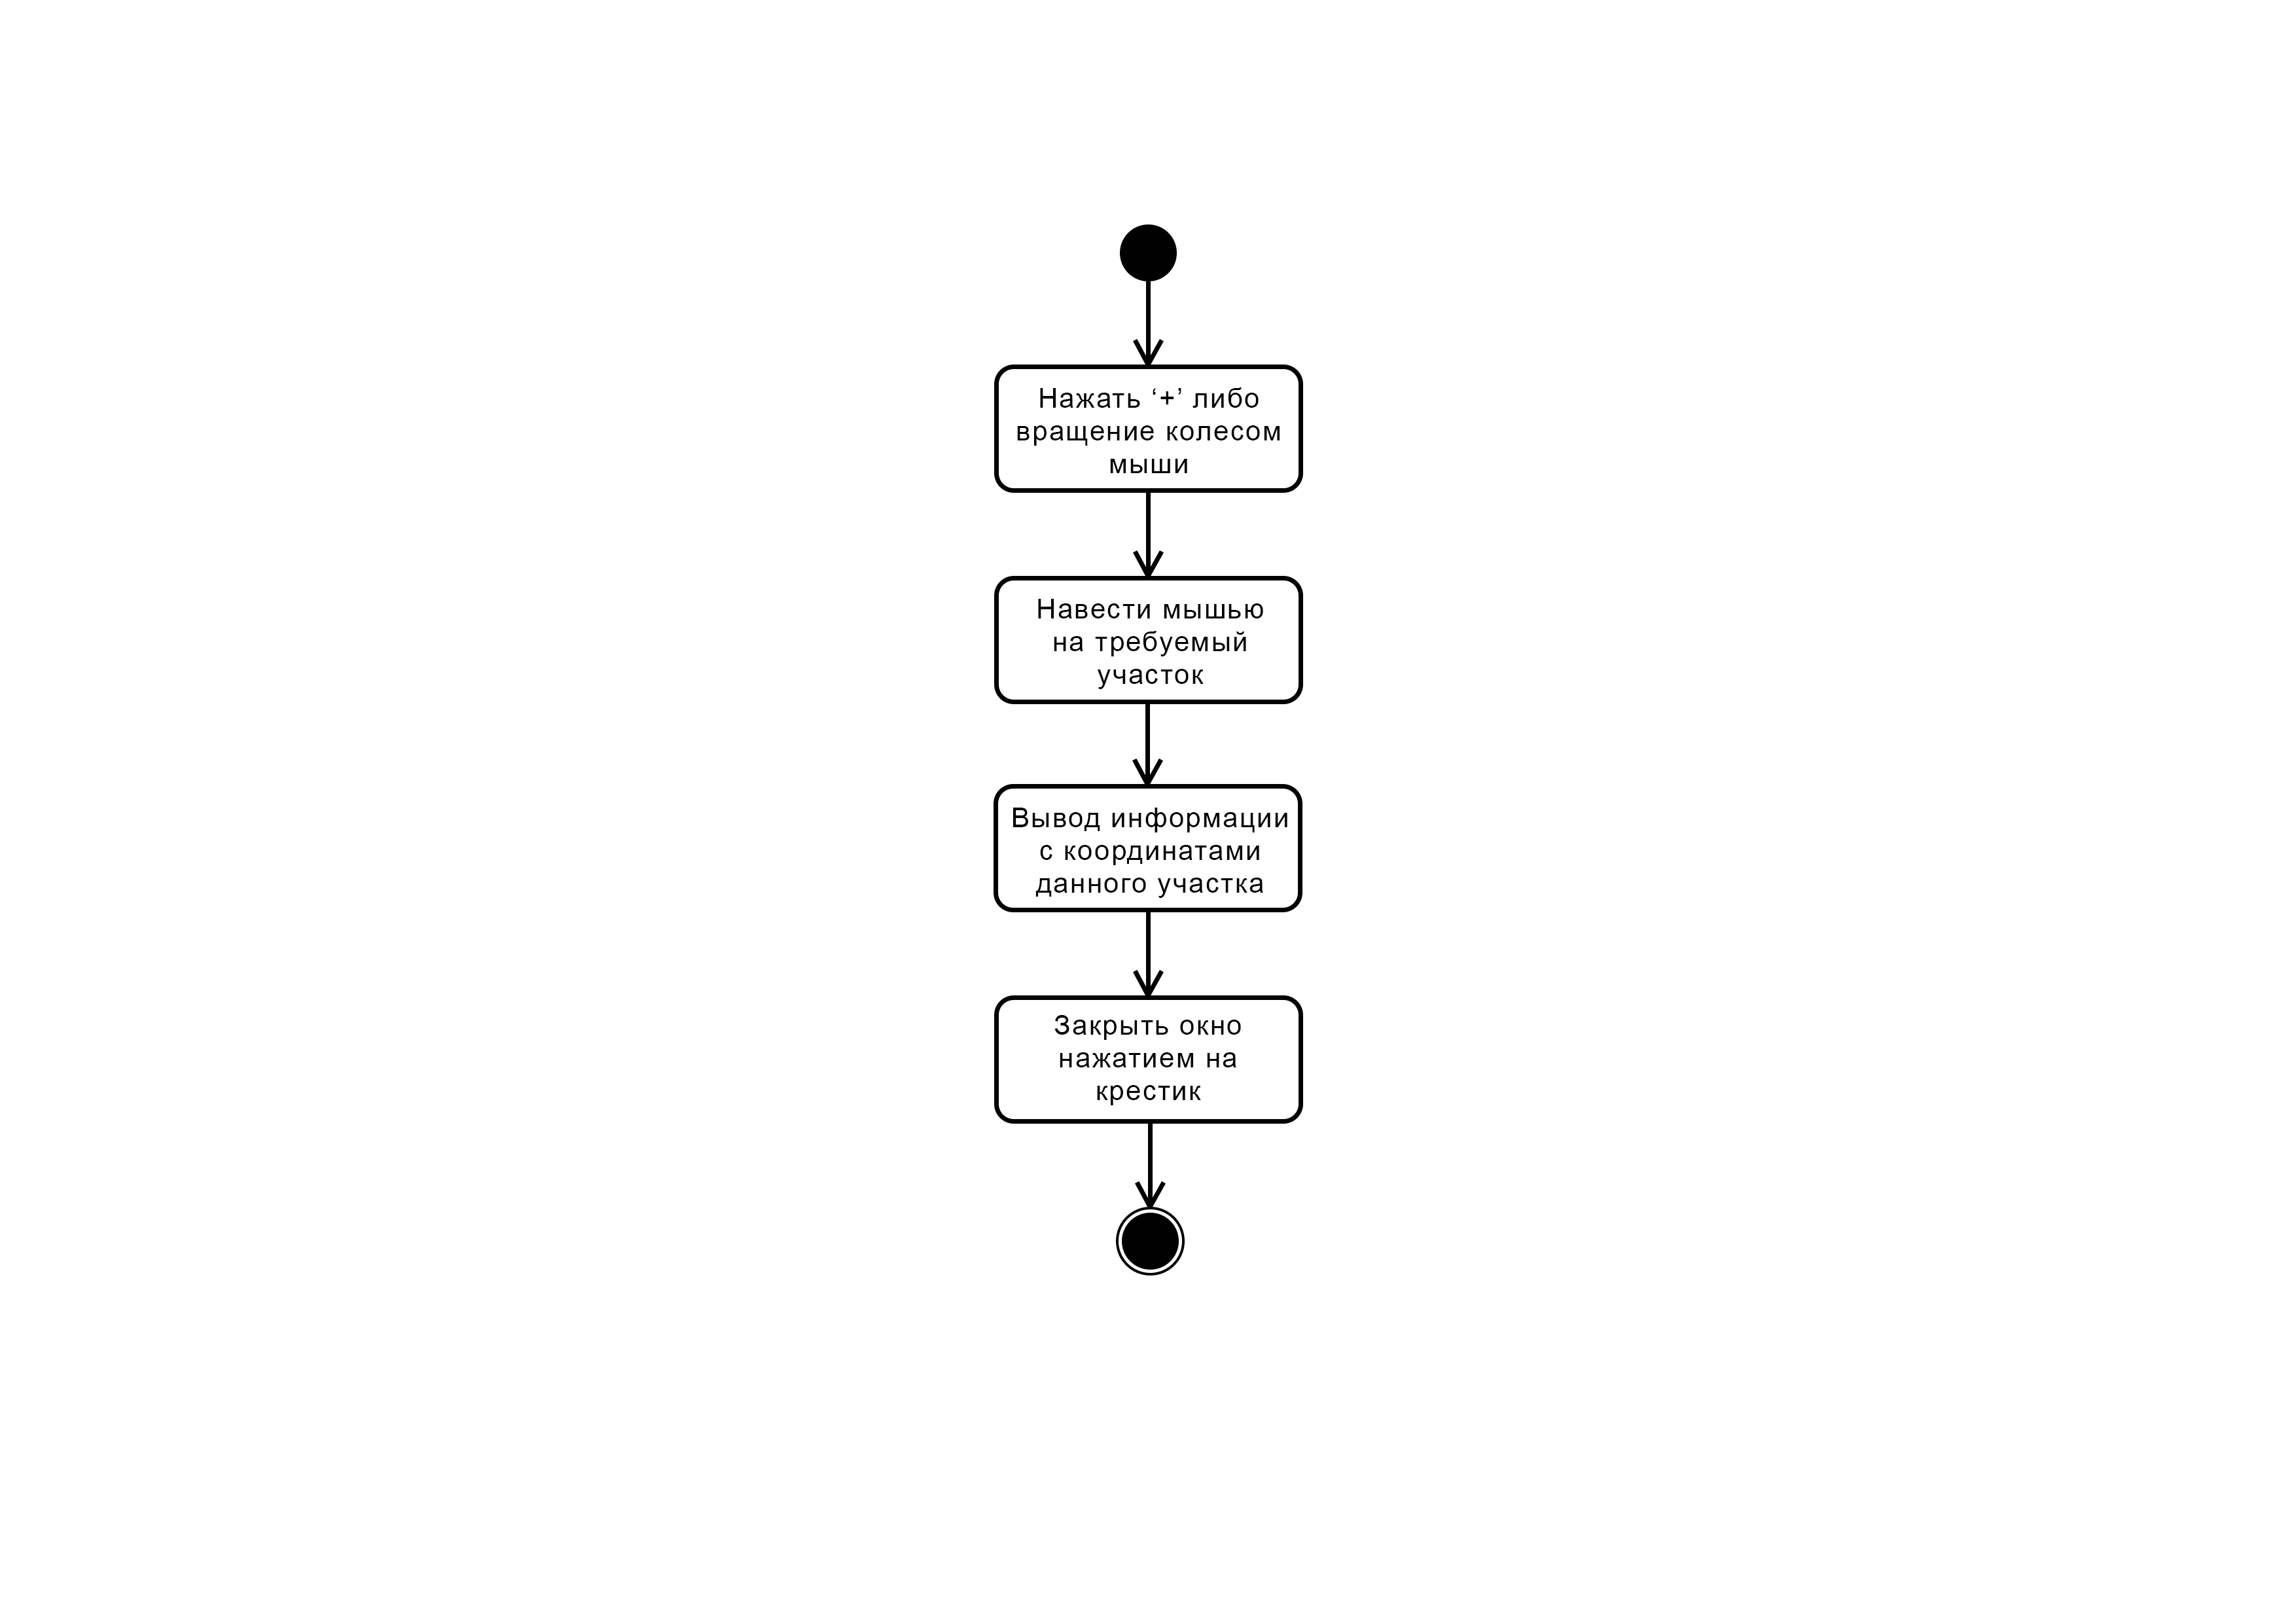 Нажать ‘+’ либо
вращение колесом
мыши
Навести мышью
на требуемый
участок
Вывод информации
с координатами
данного участка
Закрыть окно
нажатием на
крестик